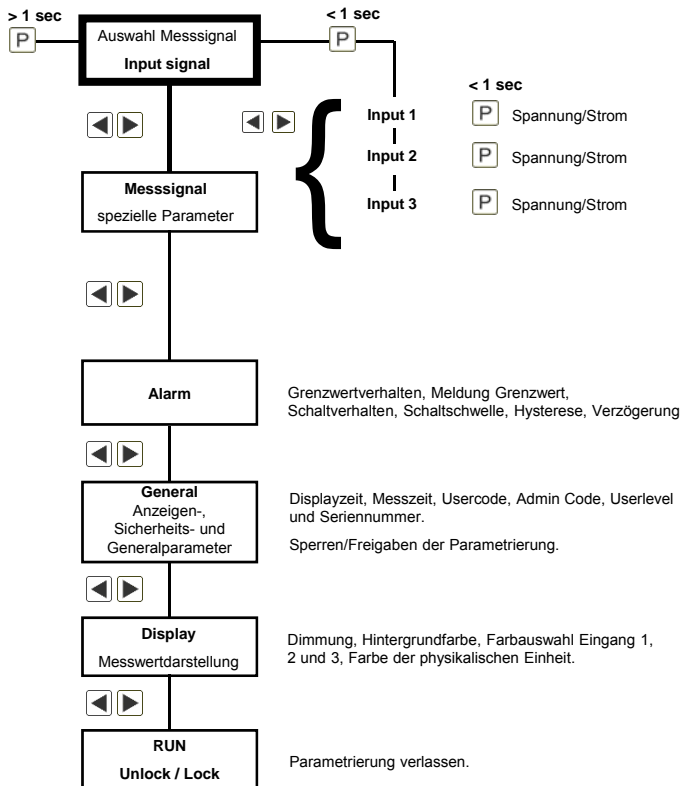 > 1 sec
P
Auswahl Messsignal
Input signal
< 1 sec
P
< 1 sec
Input 1
P
Spannung/Strom
Input 2
P
Spannung/Strom
Input 3
P
Spannung/Strom
Messsignal
spezielle Parameter
Alarm
Grenzwertverhalten, Meldung Grenzwert,
Schaltverhalten, Schaltschwelle, Hysterese, Verzögerung
General
Anzeigen-,
Sicherheits- und
Generalparameter
Displayzeit, Messzeit, Usercode, Admin Code, Userlevel
und Seriennummer.
Sperren/Freigaben der Parametrierung.
Display
Messwertdarstellung
Dimmung, Hintergrundfarbe, Farbauswahl Eingang 1,
2 und 3, Farbe der physikalischen Einheit.
RUN
Unlock / Lock
Parametrierung verlassen.